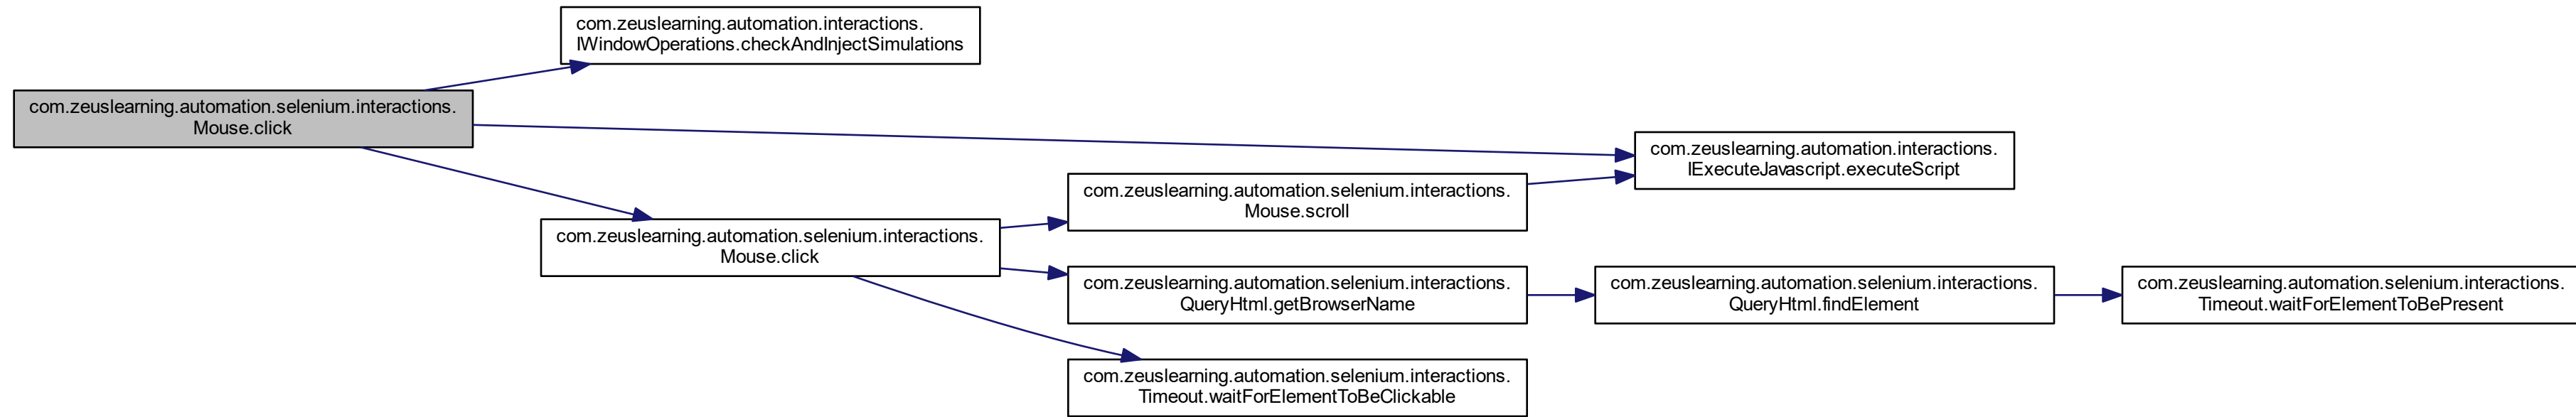 com.zeuslearning.automation.interactions.
IWindowOperations.checkAndInjectSimulations
com.zeuslearning.automation.selenium.interactions.
Mouse.click
com.zeuslearning.automation.interactions.
IExecuteJavascript.executeScript
com.zeuslearning.automation.selenium.interactions.
Mouse.scroll
com.zeuslearning.automation.selenium.interactions.
Mouse.click
com.zeuslearning.automation.selenium.interactions.
QueryHtml.getBrowserName
com.zeuslearning.automation.selenium.interactions.
QueryHtml.findElement
com.zeuslearning.automation.selenium.interactions.
Timeout.waitForElementToBePresent
com.zeuslearning.automation.selenium.interactions.
Timeout.waitForElementToBeClickable